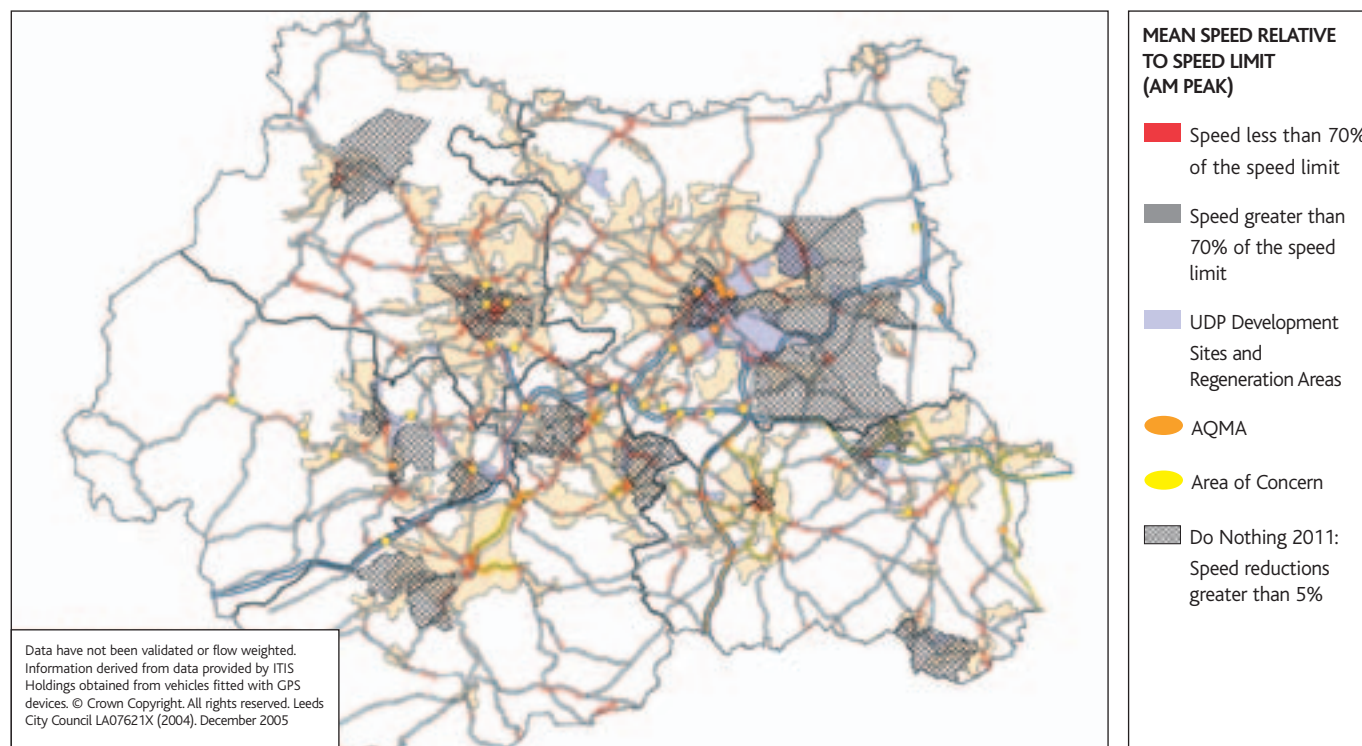 MEAN SPEED RELATIVE
TO SPEED LIMIT
(AM PEAK)
Speed less than 70%
of the speed limit
Speed greater than
70% of the speed
limit
UDP Development
Sites and
Regeneration Areas
AQMA
Area of Concern
Do Nothing 2011:
Speed reductions
greater than 5%
Data have not been validated or flow weighted.
Information derived from data provided by ITIS
Holdings obtained from vehicles fitted with GPS
devices. © Crown Copyright. All rights reserved. Leeds
City Council LA07621X (2004). December 2005